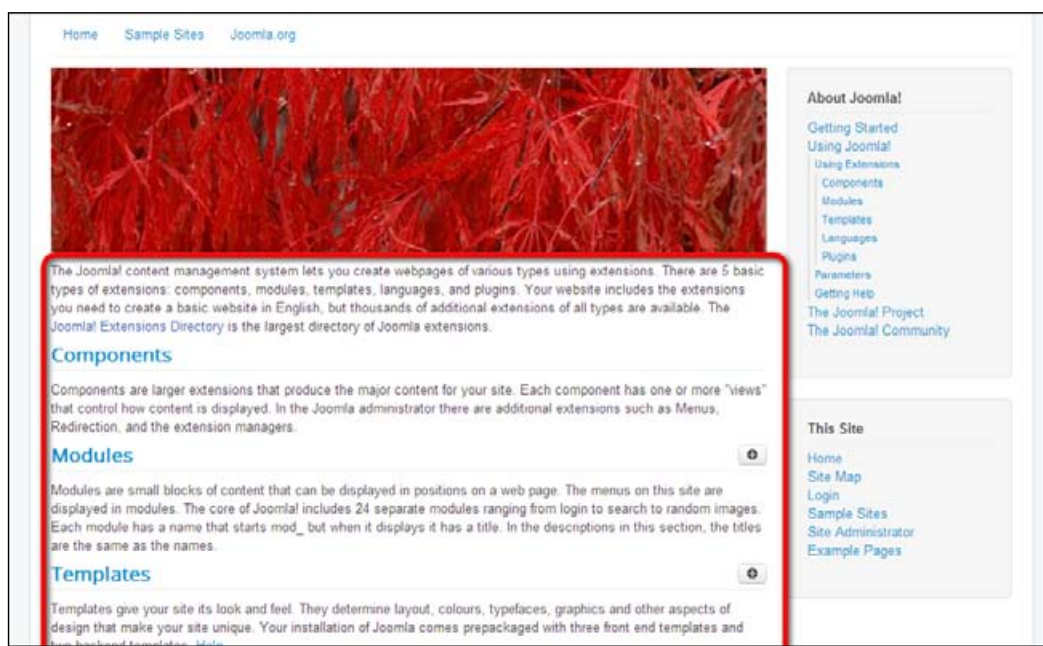 Home Sample Sites Joomla.org
The Joomla! content management system lets you create webpages of various types using extensions. There are 5 basic
types of extensions: components, modules, templates, languages, and plugins. Your website includes the extensions
you need to create a basic website in English, but thousands of additional extensions of all types are available. The
Joomla! Extensions Directory is the largest directory of Joomla extensions.
Components
Components are larger extensions that produce the major content for your site. Each component has one or more "views"
that control how content is displayed. In the Joomla administrator there are additional extensions such as Menus,
Redirection, and the extension managers.
Modules
Modules are small blocks of content that can be displayed in positions on a web page. The menus on this site are
displayed in modules. The core of Joomla! includes 24 separate modules ranging from login to search to random images.
Each module has a name that starts mod_ but when it displays it has a title. In the descriptions in this section, the titles
are the same as the names.
Templates
Templates give your site its look and feel. They determine layout, colours, typefaces, graphics and other aspects of
design that make your site unique. Your installation of Joomla comes prepackaged with three front end templates and
two backend templates. Help
About Joomla!
Getting Started
Using Joomla!
Using Extensions
Components
Modules
Templates
Languages
Plugins
Parameters
Getting Help
The Joomla! Project
The Joomla! Community
This Site
Home
Site Map
Login
Sample Sites
Site Administrator
Example Pages